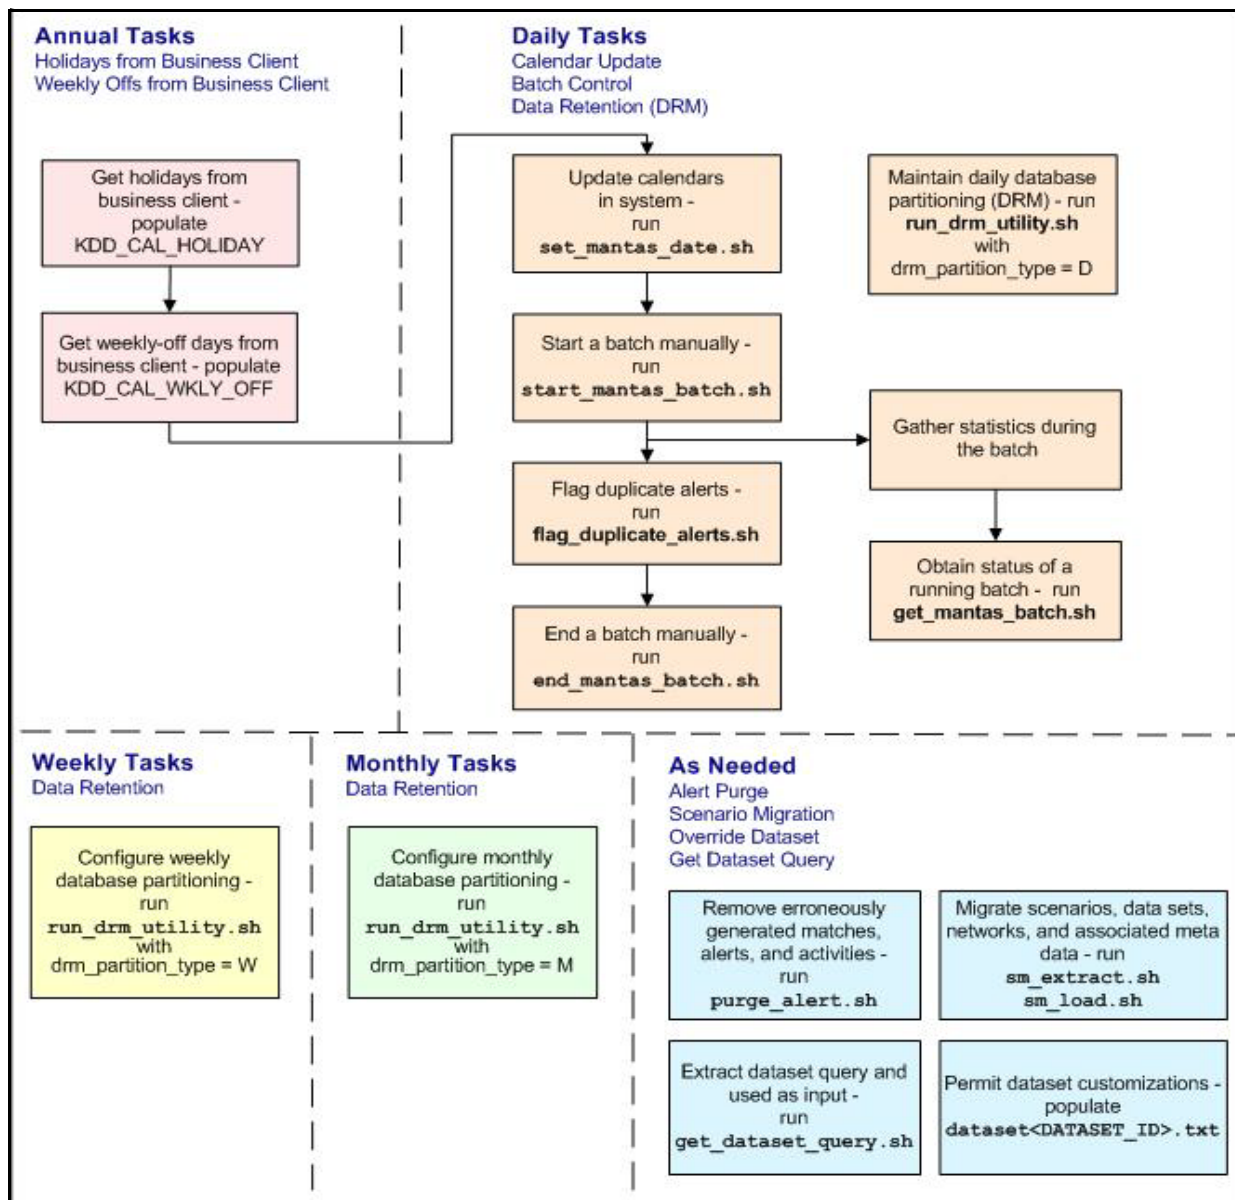 Annual Tasks
Holidays from Business Client
Weekly Offs from Business Client
Get holidays from
business client -
populate
KDD_CAL_HOLIDAY
Get weekly-off days from
business client - populate
KDD_CAL_WKLY_OFF
Daily Tasks
Calendar Update
Batch Control
Data Retention (DRM)
Update calendars
in system -
run
set_mantas_date.sh
Start a batch manually -
run
start_mantas_batch.sh
Flag duplicate alerts -
run
flag_duplicate_alerts.sh
End a batch manually -
run
end_mantas_batch.sh
Maintain daily database
partitioning (DRM) - run
run_drm_utility.sh
with
drm_partition_type = D
Gather statistics during
the batch
Obtain status of a
running batch - run
get_mantas_batch.sh
Weekly Tasks
Data Retention
Configure weekly
database partitioning -
run
run_drm_utility.sh
with
drm_partition_type = W
Monthly Tasks
Data Retention
Configure monthly
database partitioning -
run
run_drm_utility.sh
with
drm_partition_type = M
As Needed
Alert Purge
Scenario Migration
Override Dataset
Get Dataset Query
Remove erroneously
generated matches,
alerts, and activities -
run
purge_alert.sh
Migrate scenarios, data sets,
networks, and associated meta
data - run
sm_extract.sh
sm_load.sh
Extract dataset query and
used as input -
run
get_dataset_query.sh
Permit dataset customizations -
populate
dataset<DATASET_ID>.txt